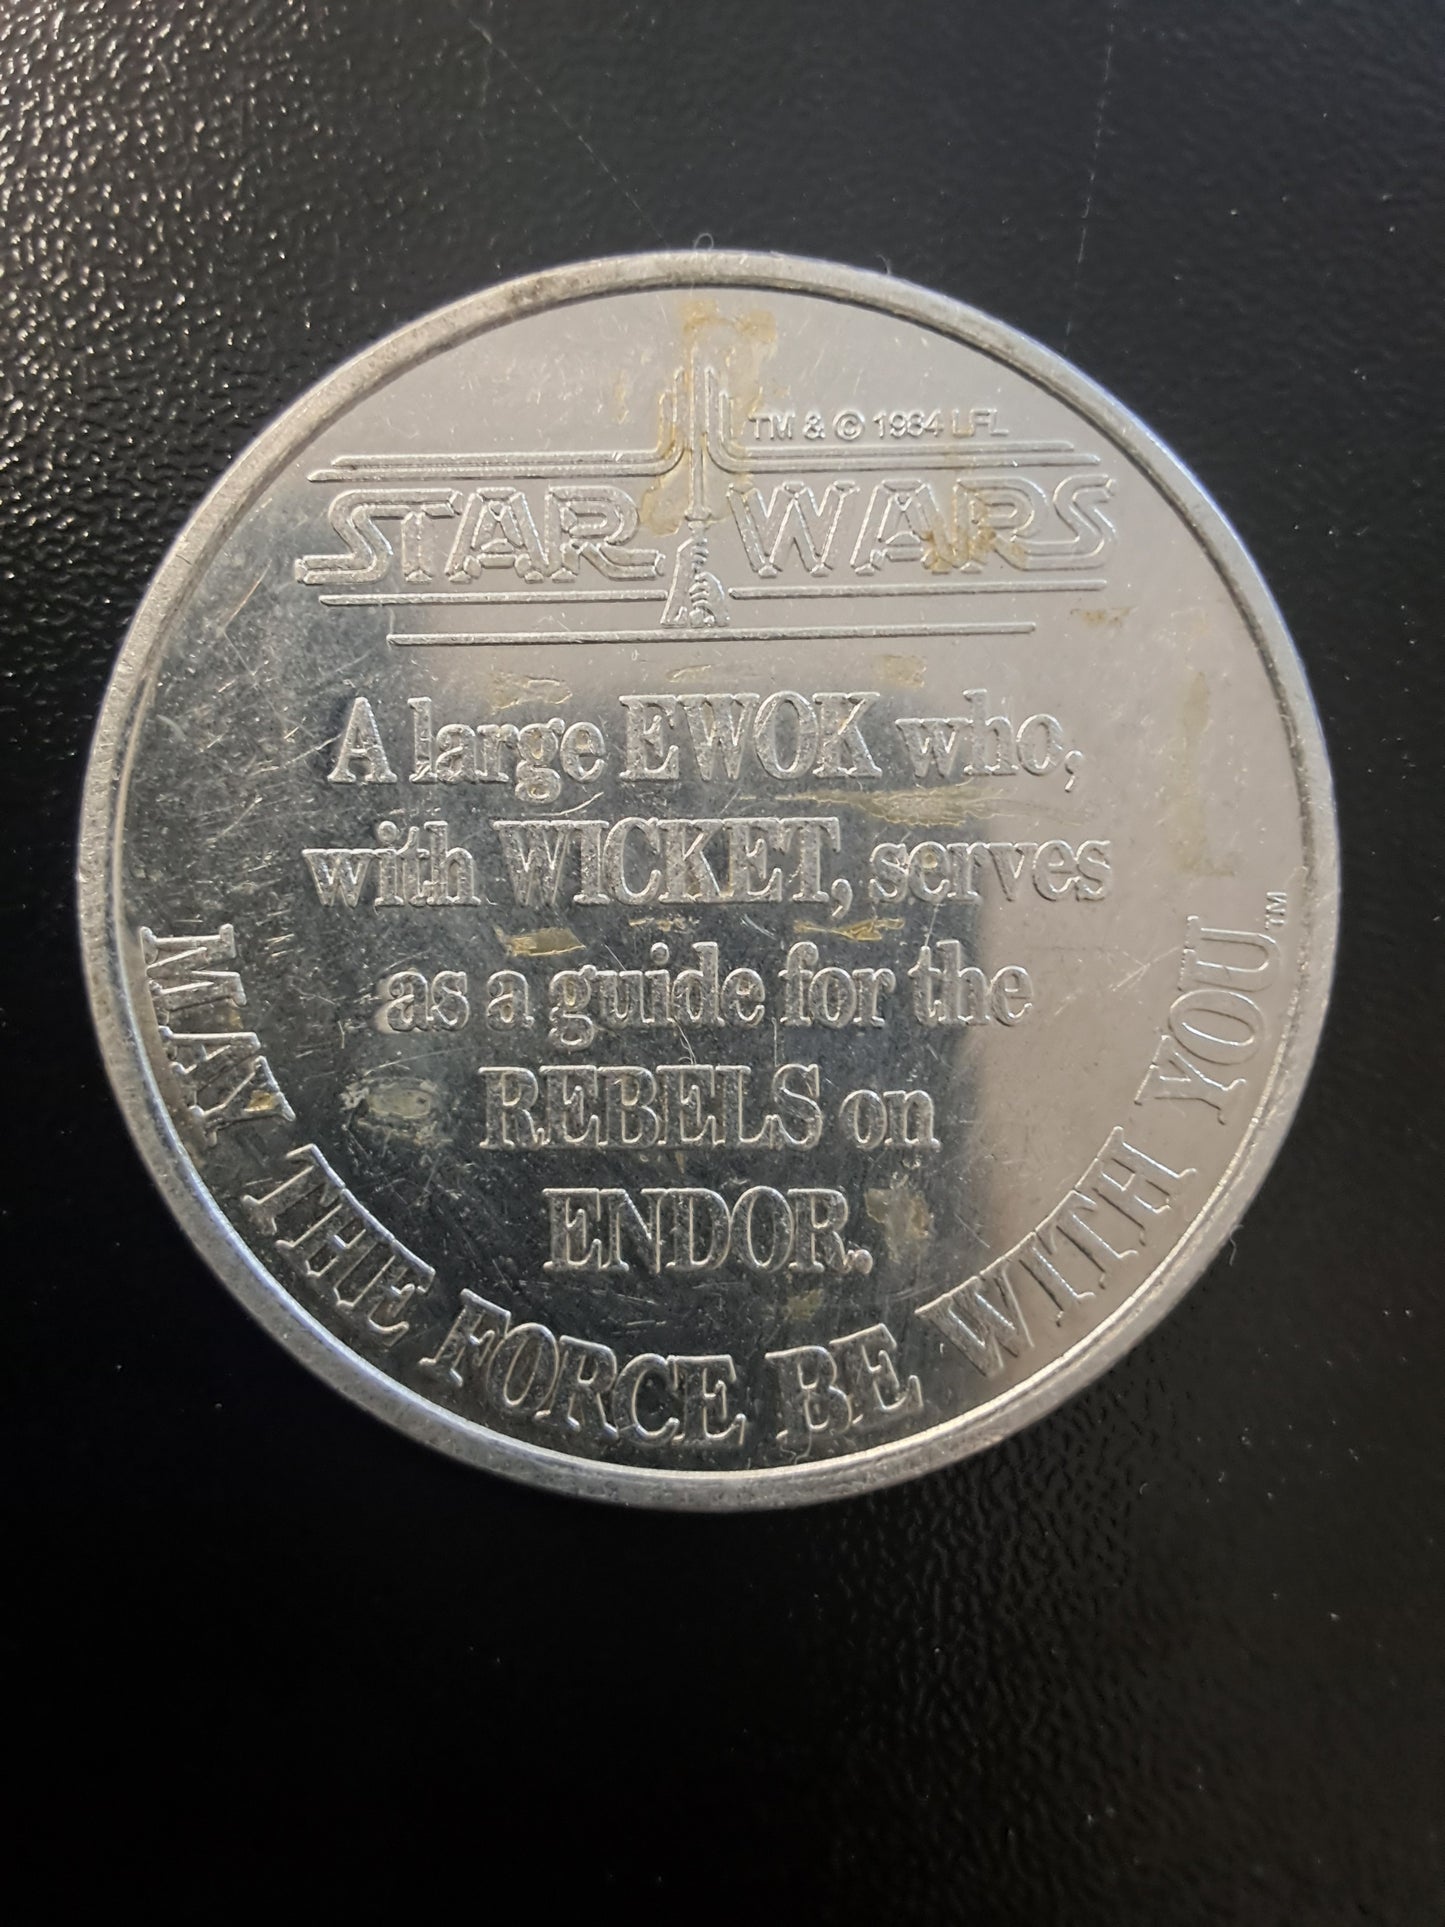 TM & © 1984 LFL
STAR WARS
A large EWOK who,
with WICKET, serves
as a guide for the
REBELS on
ENDOR.
MAY THE FORCE BE WITH YOU™